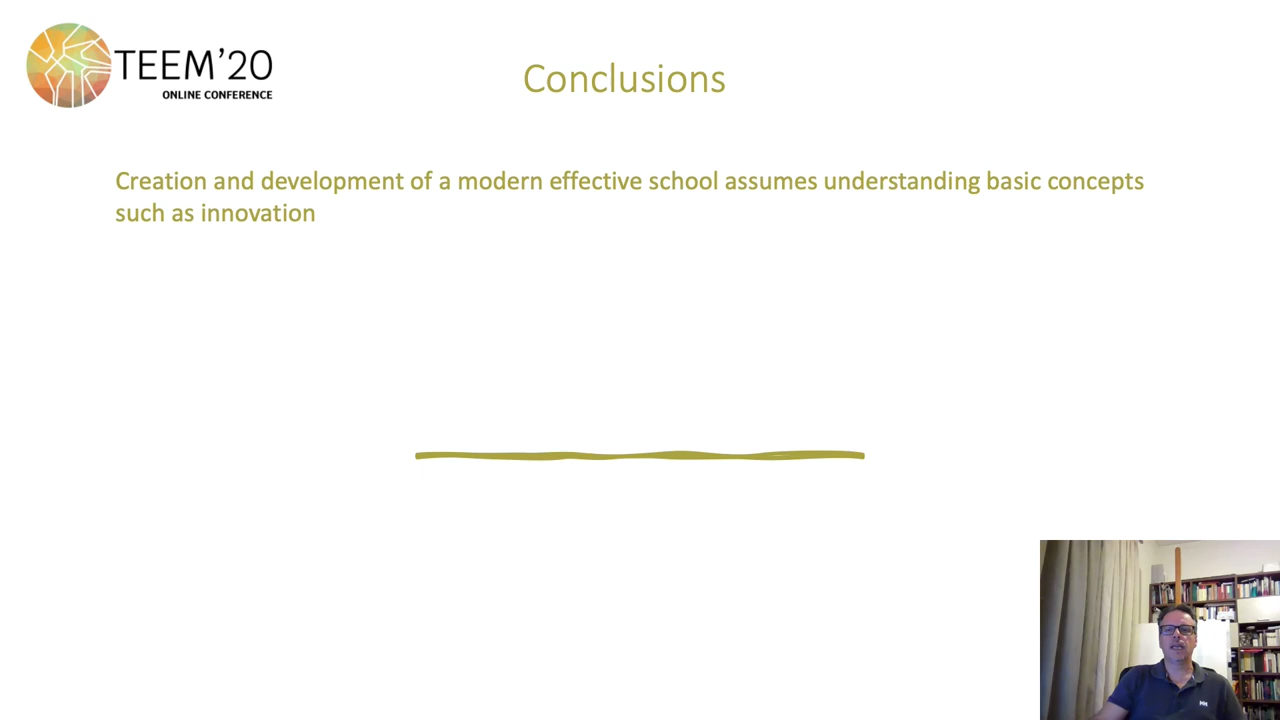 TEEM'20
ONLINE CONFERENCE
Conclusions
Creation and development of a modern effective school assumes understanding basic concepts
such as innovation